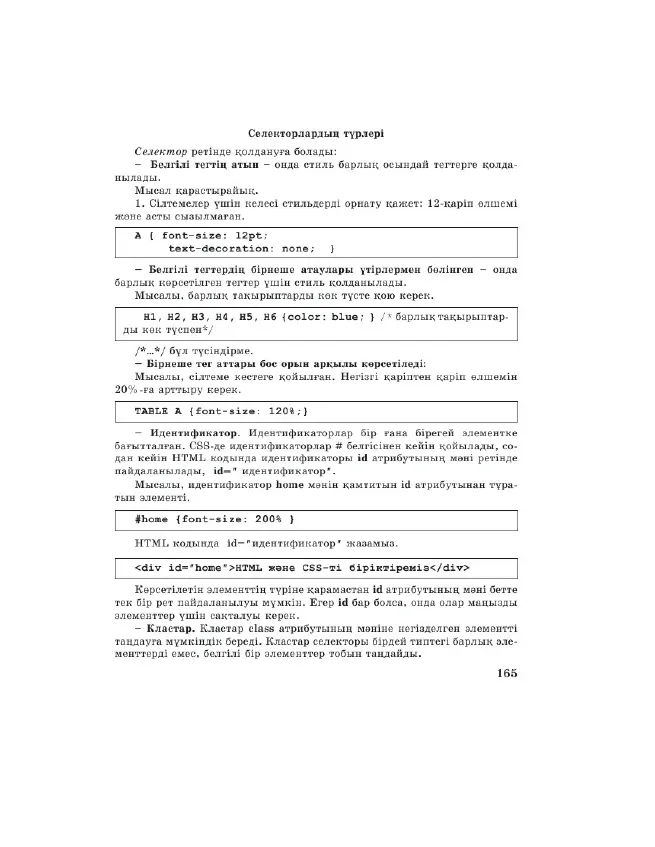 Селекторлардың түрлері
Селектор ретінде қолдануға болады:
– Белгілі тегтің атын – онда стиль барлық осындай тегтерге қолда-
нылады.
Мысал қарастырайық.
1. Сілтемелер үшін келесі стильдерді орнату қажет: 12-қаріп өлшемі
және асты сызылмаған.
A { font-size: 12pt;
text-decoration: none; }
– Белгілі тегтердің бірнеше атаулары үтірлермен бөлінген – онда
барлық көрсетілген тегтер үшін стиль қолданылады.
Мысалы, барлық тақырыптарды көк түсте қою керек.
H1, H2, H3, H4, H5, H6 {color: blue; } /* барлық тақырыптар-
ды көк түспен*/
/*…*/ бұл түсіндірме.
– Бірнеше тег аттары бос орын арқылы көрсетіледі:
Мысалы, сілтеме кестеге қойылған. Негізгі қаріптен қаріп өлшемін
20%-ға арттыру керек.
TABLE A {font-size: 120%;}
– Идентификатор. Идентификаторлар бір ғана бірегей элементке
бағытталған. CSS-де идентификаторлар # белгісінен кейін қойылады, со-
дан кейін HTML кодында идентификаторы id атрибутының мәні ретінде
пайдаланылады, id=" идентификатор".
Мысалы, идентификатор home мәнін қамтитын id атрибутынан тұра-
тын элементі.
#home {font-size: 200% }
HTML кодында id="идентификатор" жазамыз.
<div id="home">HTML және CSS-ті біріктіреміз</div>
Көрсетілетін элементтің түріне қарамастан id атрибутының мәні бетте
тек бір рет пайдаланылуы мүмкін. Егер id бар болса, онда олар маңызды
элементтер үшін сақталуы керек.
– Кластар. Кластар class атрибутының мәніне негізделген элементті
таңдауға мүмкіндік береді. Кластар селекторы бірдей типтегі барлық эле-
менттерді емес, белгілі бір элементтер тобын таңдайды.
165